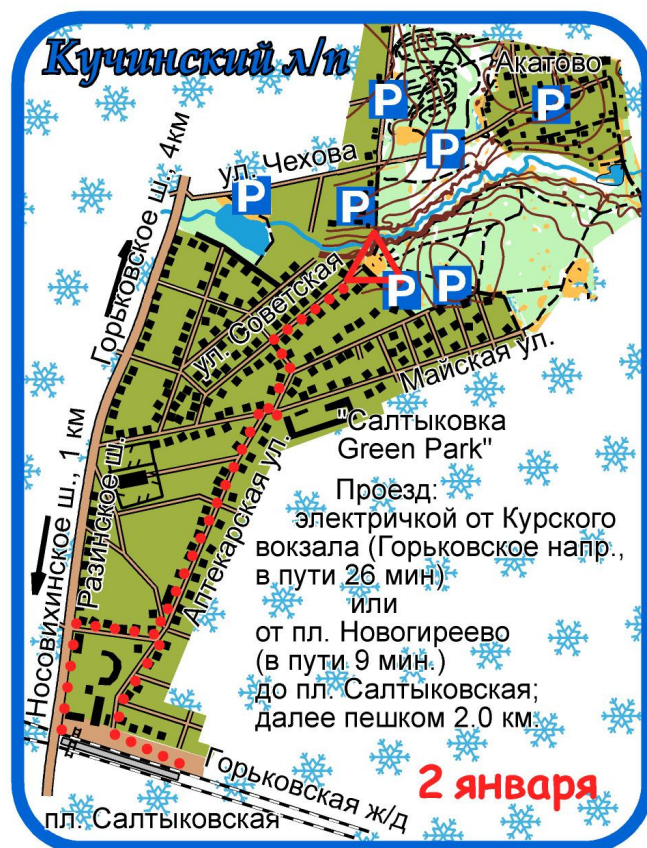 Кучинский л/п
Акатово
P
P
P
P
P
P
P
ул. Чехова
Горьковское ш., 4км
ул. Советская
Майская ул.
"Салтыковка
Green Park"
Носовихинское ш., 1 км
Разинское ш.
Аптекарская ул.
Проезд:
электричкой от Курского
вокзала (Горьковское напр.,
в пути 26 мин)
или
от пл. Новогиреево
(в пути 9 мин.)
до пл. Салтыковская;
далее пешком 2.0 км.
2 января
Горьковская ж/д
пл. Салтыковская